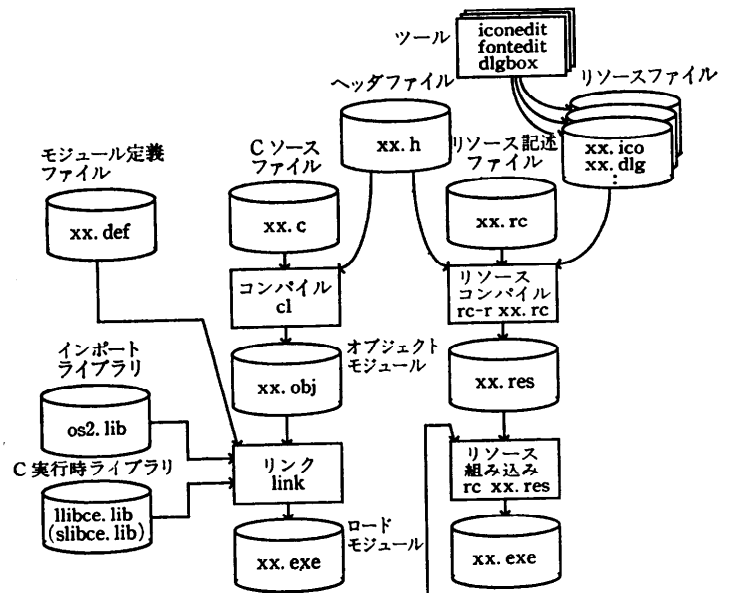 ツール
iconedit
fontedit
dlgbox
ヘッダファイル
リソースファイル
xx.h
xx.ico
xx.dlg
⋮
モジュール定義
ファイル
Cソース
ファイル
リソース記述
ファイル
xx.def
xx.c
xx.rc
コンパイル
cl
リソース
コンパイル
rc-r xx.rc
インポート
ライブラリ
オブジェクト
モジュール
xx.obj
xx.res
os2.lib
C実行時ライブラリ
リンク
link
リソース
組み込み
rc xx.res
llibce.lib
(slibce.lib)
ロード
モジュール
xx.exe
xx.exe